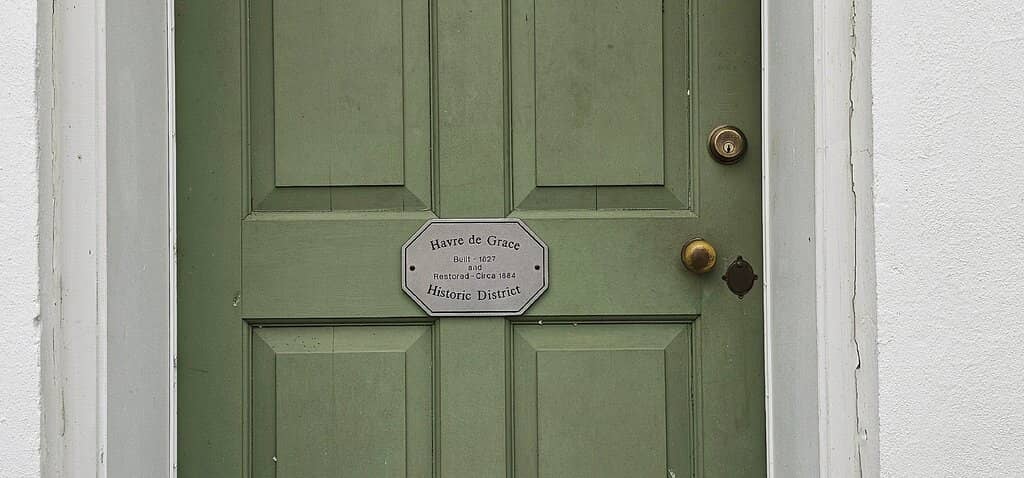 Havre de Grace
Built - 1827
and
Restored - Circa 1884
Historic District